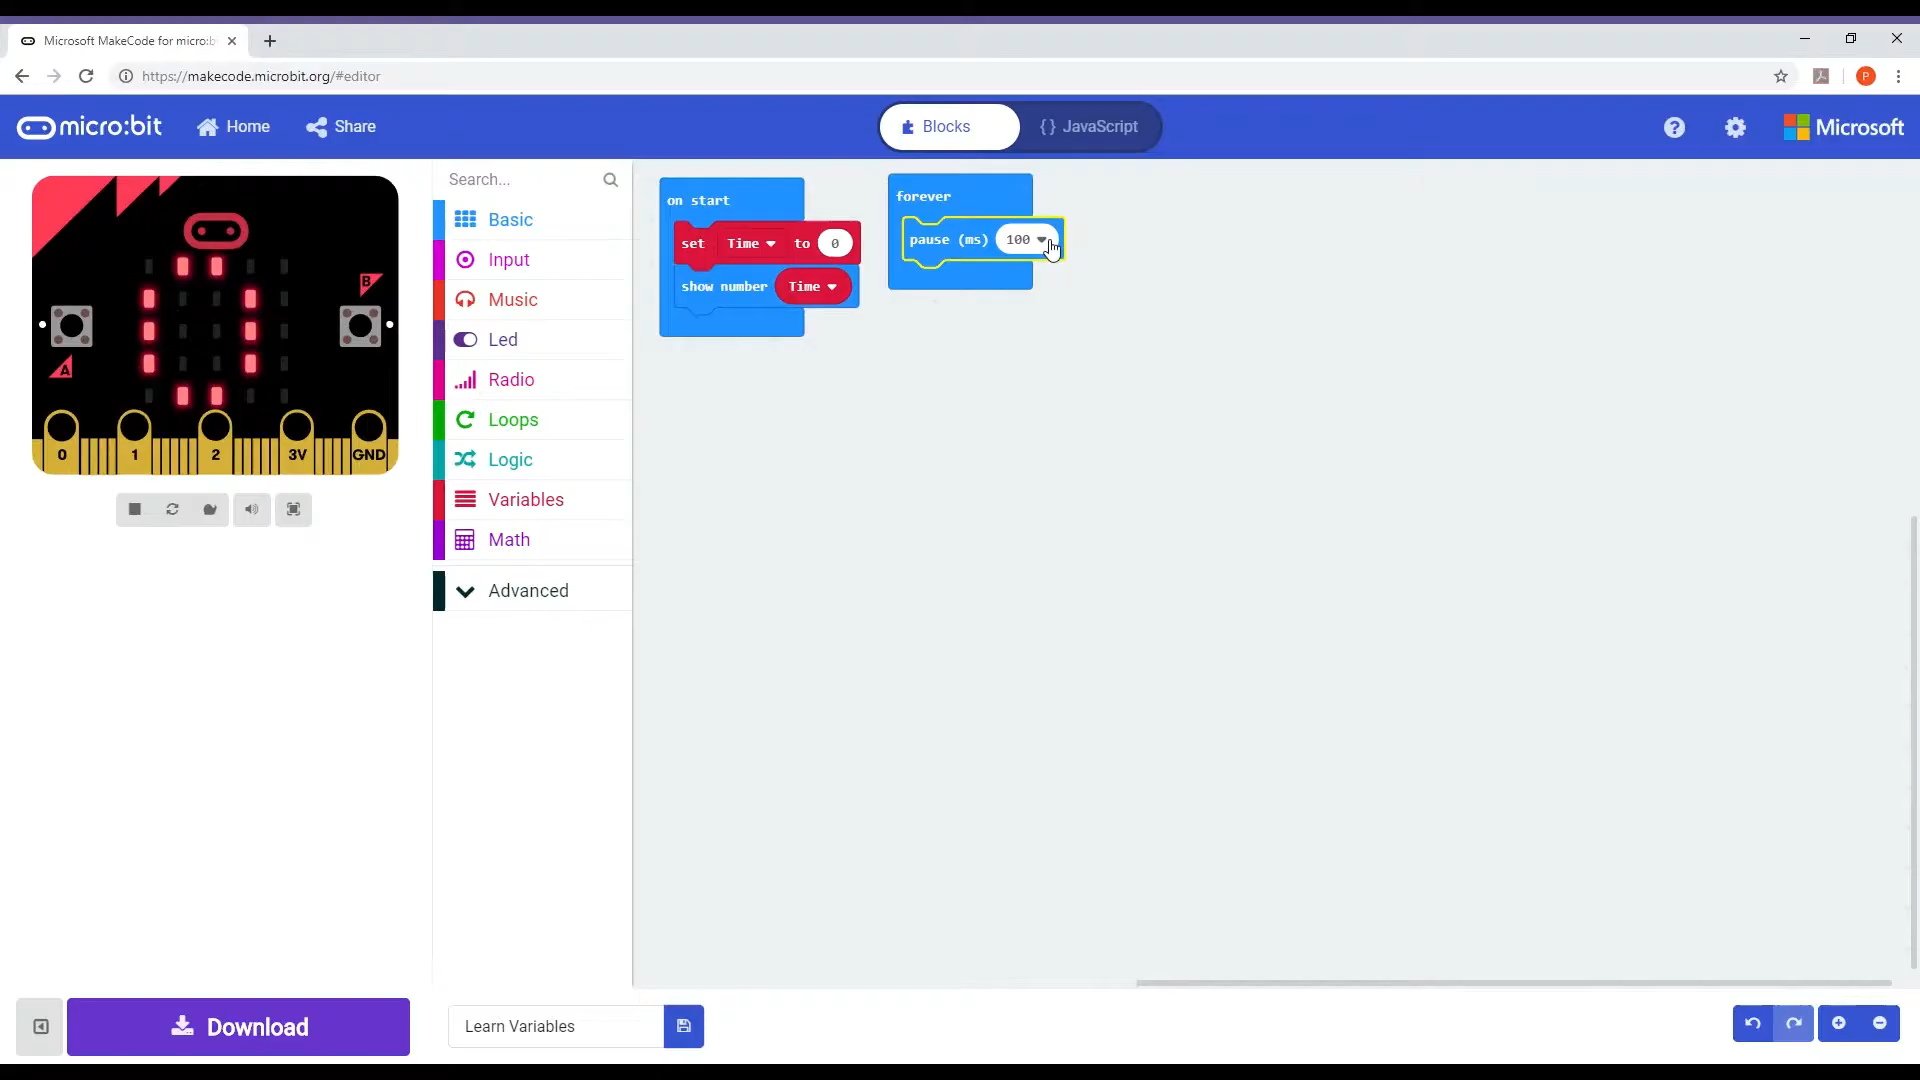 Microsoft MakeCode for micro:b
https://makecode.microbit.org/#editor
P
micro:bit
Home
Share
Blocks
{} JavaScript
?
Microsoft
B
A
0 1 2 3V GND
Search...
Basic
Input
Music
Led
Radio
Loops
Logic
Variables
Math
Advanced
on start
set Time to 0
show number Time
forever
pause (ms) 100
Download
Learn Variables